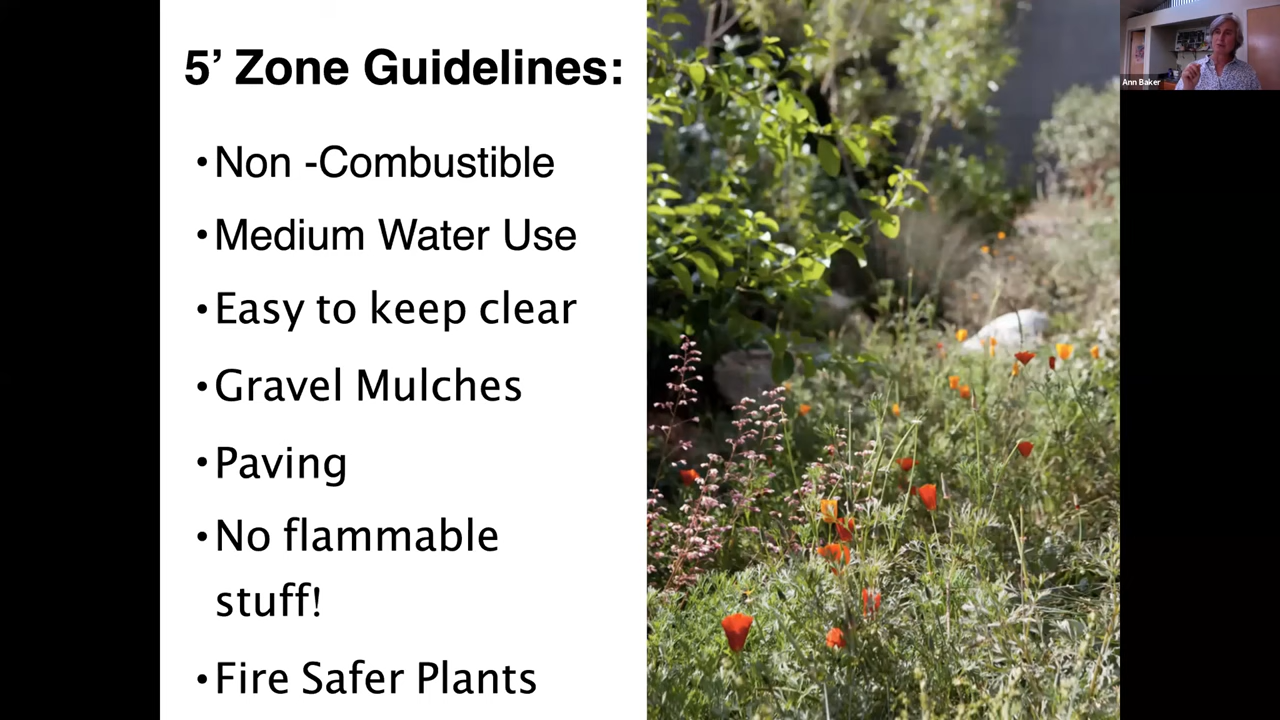 5’ Zone Guidelines:
•Non -Combustible
•Medium Water Use
•Easy to keep clear
•Gravel Mulches
•Paving
•No flammable
stuff!
•Fire Safer Plants
Ann Baker